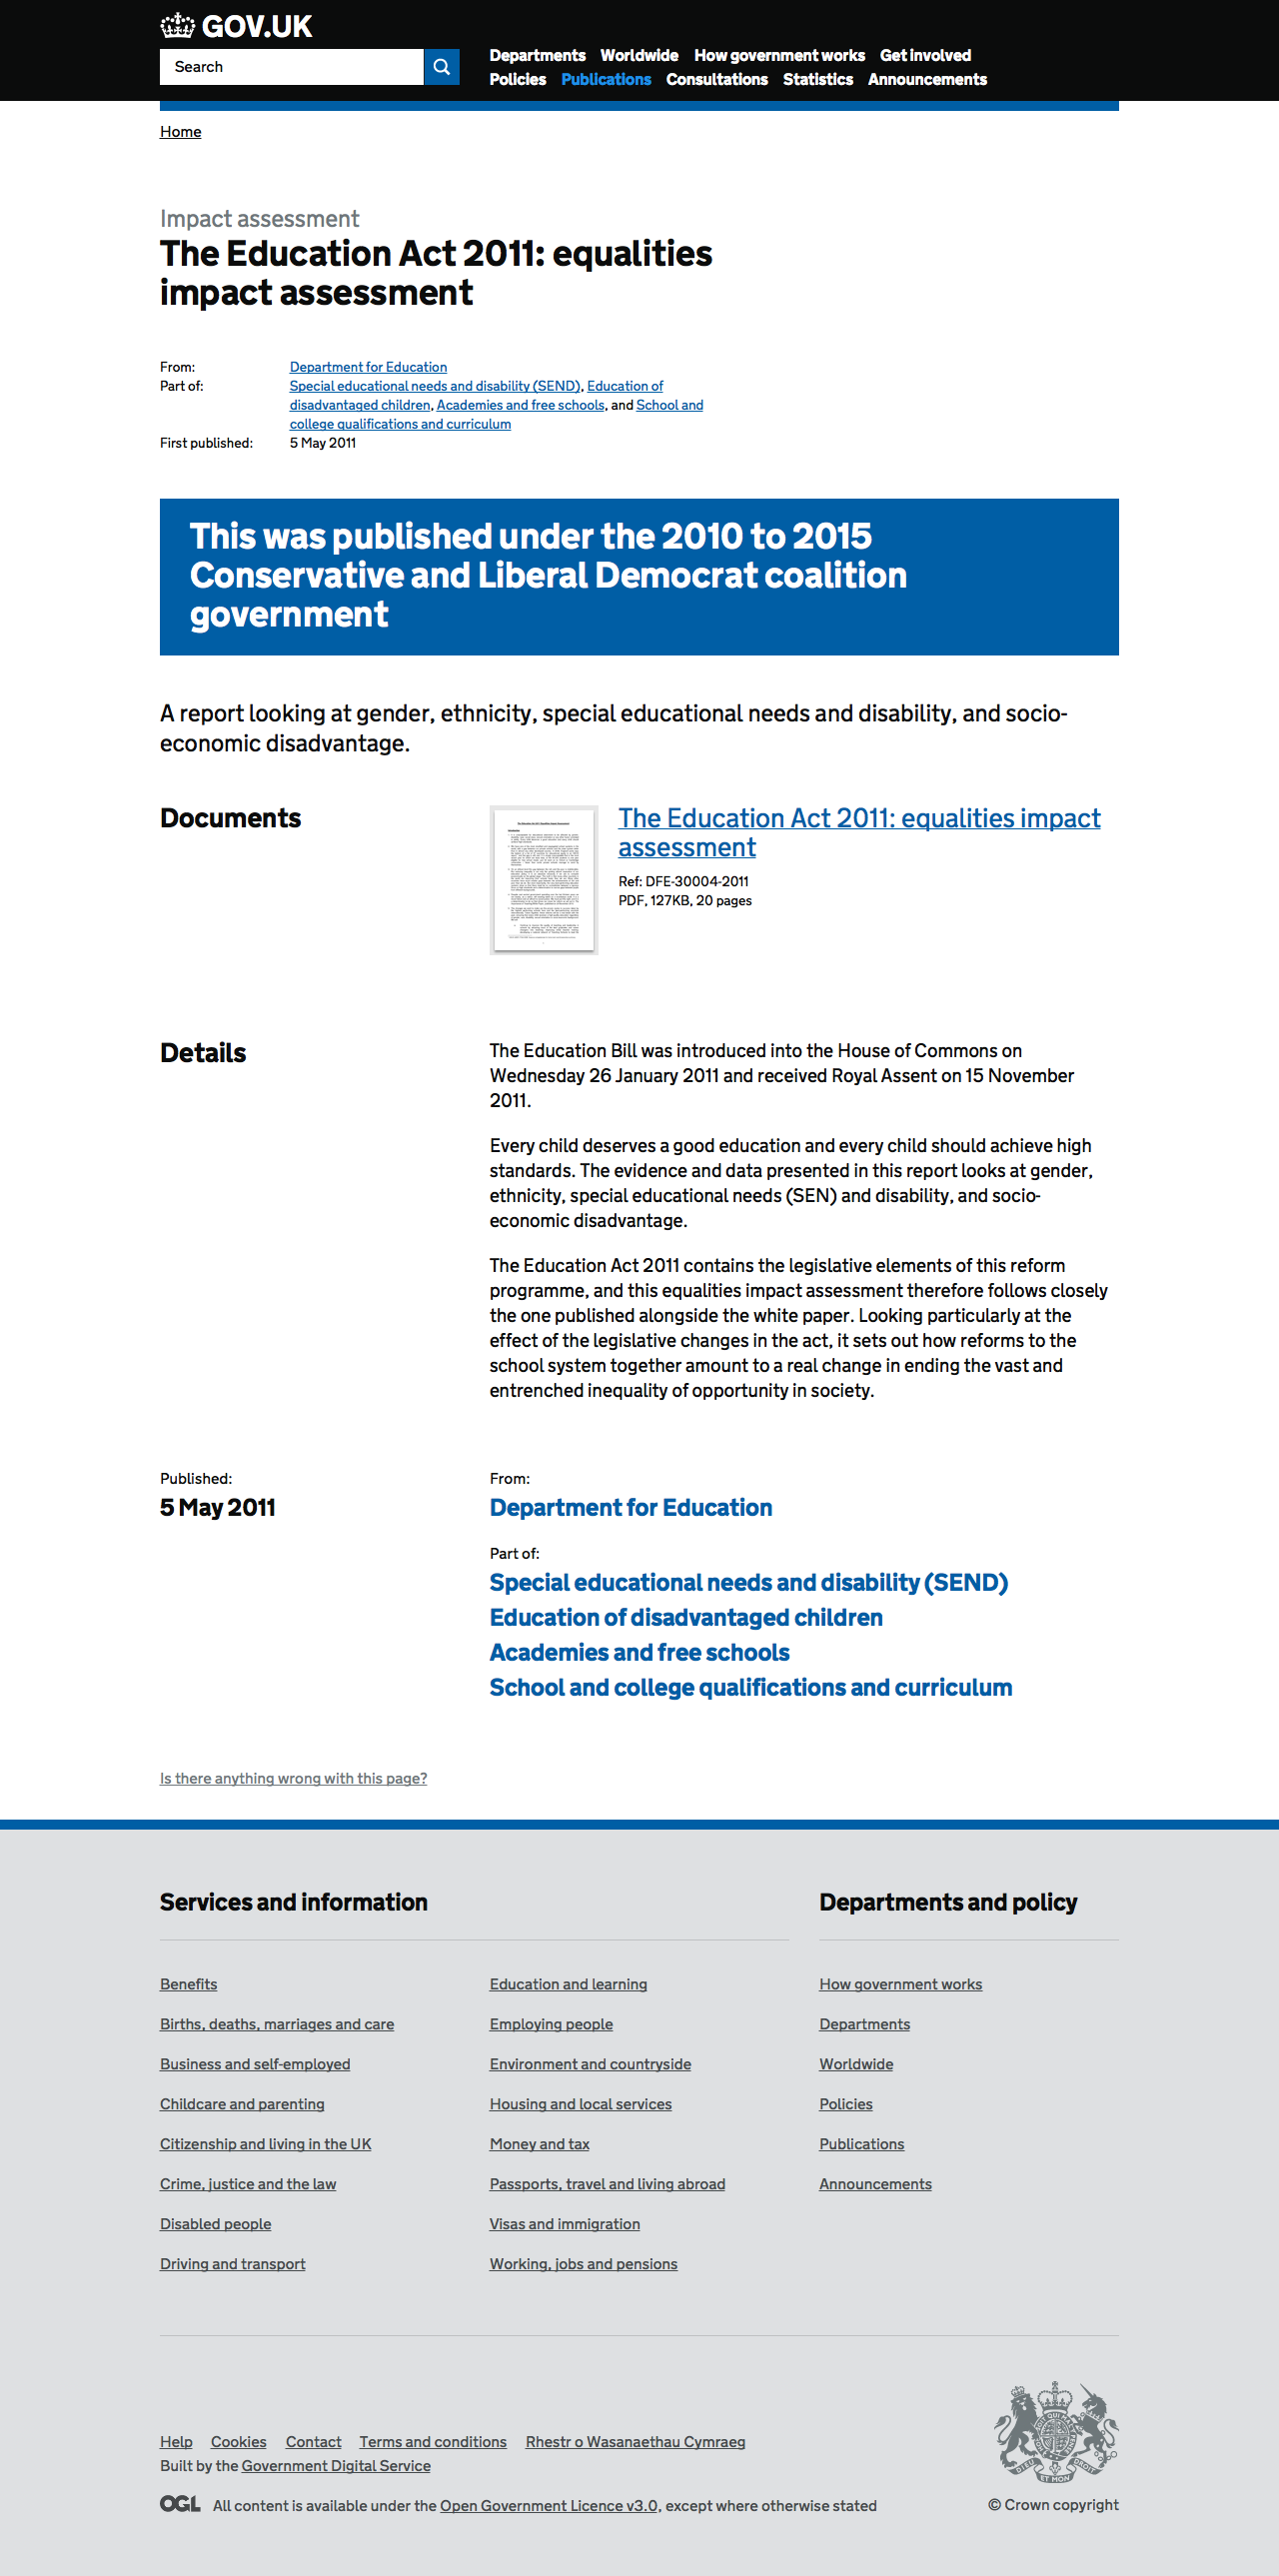 GOV.UK
Search
Departments Worldwide How government works Get involved
Policies Publications Consultations Statistics Announcements
Home
Impact assessment
The Education Act 2011: equalities
impact assessment
From: Department for Education
Part of: Special educational needs and disability (SEND), Education of
disadvantaged children, Academies and free schools, and School and
college qualifications and curriculum
First published: 5 May 2011
This was published under the 2010 to 2015
Conservative and Liberal Democrat coalition
government
A report looking at gender, ethnicity, special educational needs and disability, and socio-
economic disadvantage.
Documents
The Education Act 2011: equalities impact
assessment
Ref: DFE-30004-2011
PDF, 127KB, 20 pages
Details
The Education Bill was introduced into the House of Commons on
Wednesday 26 January 2011 and received Royal Assent on 15 November
2011.
Every child deserves a good education and every child should achieve high
standards. The evidence and data presented in this report looks at gender,
ethnicity, special educational needs (SEN) and disability, and socio-
economic disadvantage.
The Education Act 2011 contains the legislative elements of this reform
programme, and this equalities impact assessment therefore follows closely
the one published alongside the white paper. Looking particularly at the
effect of the legislative changes in the act, it sets out how reforms to the
school system together amount to a real change in ending the vast and
entrenched inequality of opportunity in society.
Published:
5 May 2011
From:
Department for Education
Part of:
Special educational needs and disability (SEND)
Education of disadvantaged children
Academies and free schools
School and college qualifications and curriculum
Is there anything wrong with this page?
Services and information
Benefits
Births, deaths, marriages and care
Business and self-employed
Childcare and parenting
Citizenship and living in the UK
Crime, justice and the law
Disabled people
Driving and transport
Education and learning
Employing people
Environment and countryside
Housing and local services
Money and tax
Passports, travel and living abroad
Visas and immigration
Working, jobs and pensions
Departments and policy
How government works
Departments
Worldwide
Policies
Publications
Announcements
Help Cookies Contact Terms and conditions Rhestr o Wasanaethau Cymraeg
Built by the Government Digital Service
OGL All content is available under the Open Government Licence v3.0, except where otherwise stated
DIEU ET MON DROIT
© Crown copyright